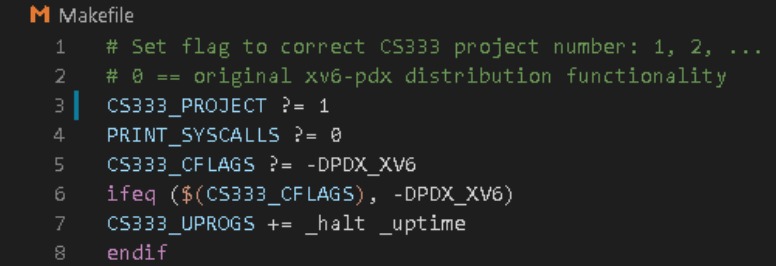 Makefile
1 # Set flag to correct CS333 project number: 1, 2, ...
2 # 0 == original xv6-pdx distribution functionality
3 CS333_PROJECT ?= 1
4 PRINT_SYSCALLS ?= 0
5 CS333_CFLAGS ?= -DPDX_XV6
6 ifeq ($(CS333_CFLAGS), -DPDX_XV6)
7 CS333_UPROGS += _halt _uptime
8 endif